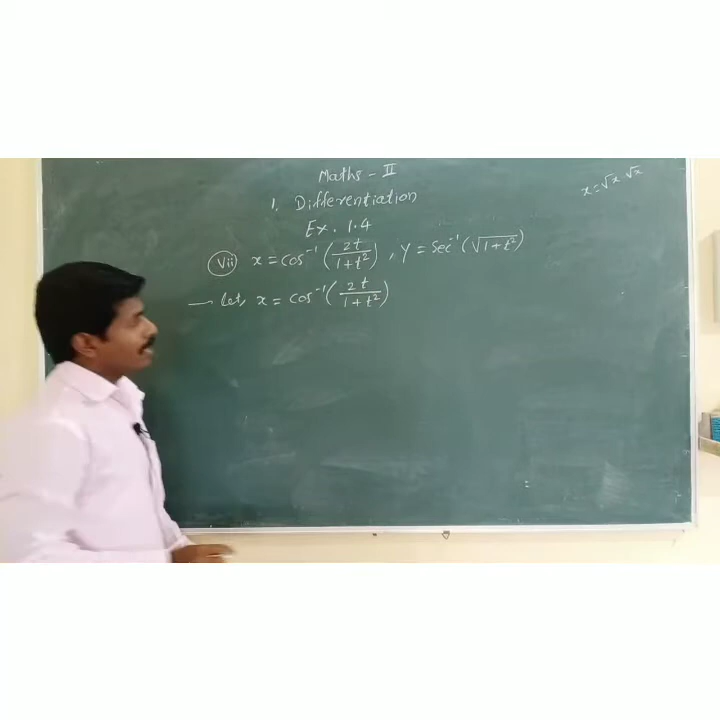 Maths - II
x = √x √x
1. Differentiation
Ex. 1.4
(vii) x = cos⁻¹ (2t / 1+t²), y = Sec⁻¹ (√1+t²)
— let, x = cos⁻¹ (2t / 1+t²)